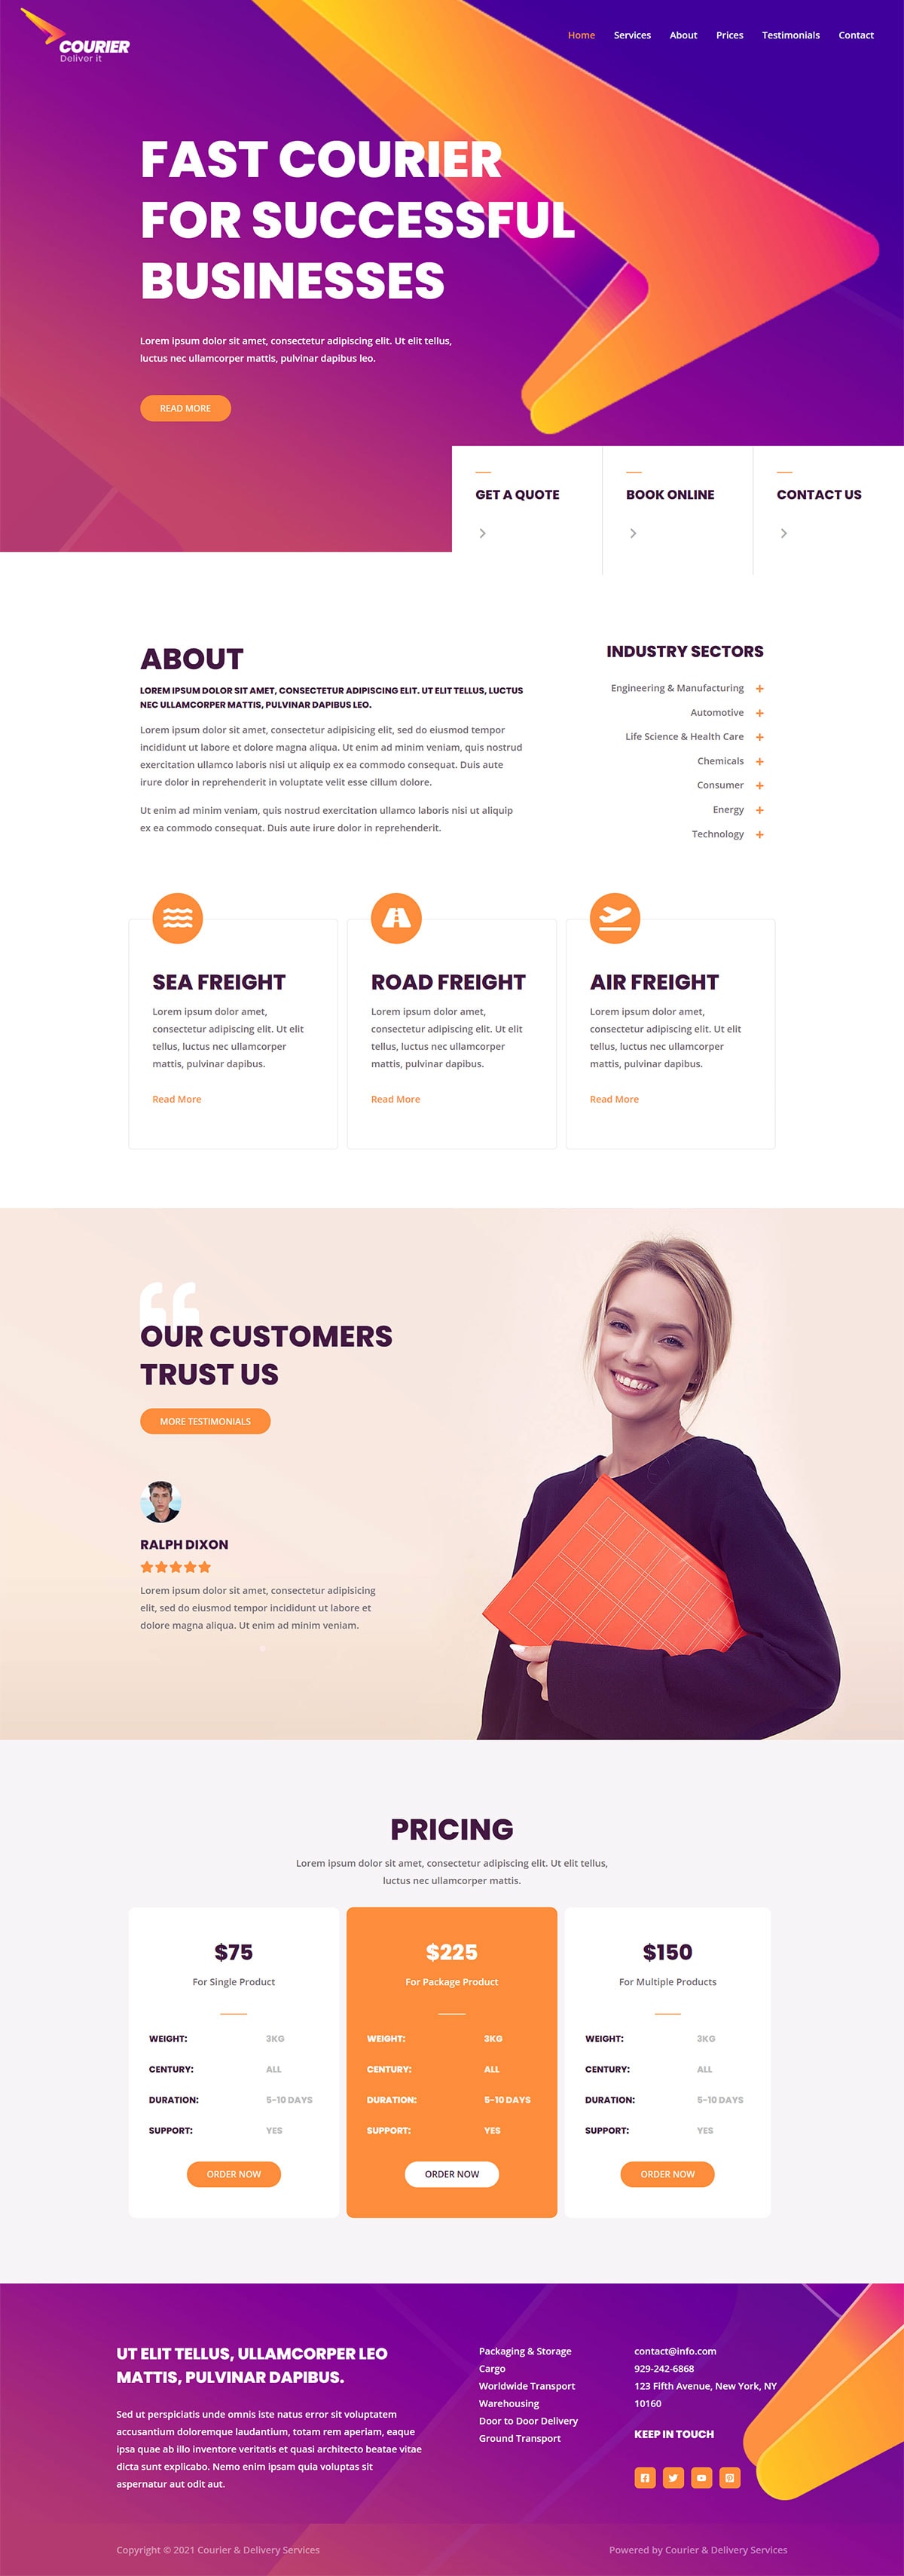 COURIER
Deliver it
Home Services About Prices Testimonials Contact
FAST COURIER
FOR SUCCESSFUL
BUSINESSES
Lorem ipsum dolor sit amet, consectetur adipiscing elit. Ut elit tellus,
luctus nec ullamcorper mattis, pulvinar dapibus leo.
READ MORE
GET A QUOTE
BOOK ONLINE
CONTACT US
ABOUT
LOREM IPSUM DOLOR SIT AMET, CONSECTETUR ADIPISCING ELIT. UT ELIT TELLUS, LUCTUS
NEC ULLAMCORPER MATTIS, PULVINAR DAPIBUS LEO.
Lorem ipsum dolor sit amet, consectetur adipisicing elit, sed do eiusmod tempor
incididunt ut labore et dolore magna aliqua. Ut enim ad minim veniam, quis nostrud
exercitation ullamco laboris nisi ut aliquip ex ea commodo consequat. Duis aute
irure dolor in reprehenderit in voluptate velit esse cillum dolore.
Ut enim ad minim veniam, quis nostrud exercitation ullamco laboris nisi ut aliquip
ex ea commodo consequat. Duis aute irure dolor in reprehenderit.
INDUSTRY SECTORS
Engineering & Manufacturing
Automotive
Life Science & Health Care
Chemicals
Consumer
Energy
Technology
SEA FREIGHT
Lorem ipsum dolor amet,
consectetur adipiscing elit. Ut elit
tellus, luctus nec ullamcorper
mattis, pulvinar dapibus.
Read More
ROAD FREIGHT
Lorem ipsum dolor amet,
consectetur adipiscing elit. Ut elit
tellus, luctus nec ullamcorper
mattis, pulvinar dapibus.
Read More
AIR FREIGHT
Lorem ipsum dolor amet,
consectetur adipiscing elit. Ut elit
tellus, luctus nec ullamcorper
mattis, pulvinar dapibus.
Read More
OUR CUSTOMERS
TRUST US
MORE TESTIMONIALS
RALPH DIXON
Lorem ipsum dolor sit amet, consectetur adipisicing
elit, sed do eiusmod tempor incididunt ut labore et
dolore magna aliqua. Ut enim ad minim veniam.
PRICING
Lorem ipsum dolor sit amet, consectetur adipiscing elit. Ut elit tellus,
luctus nec ullamcorper mattis.
$75
For Single Product
WEIGHT: 3KG
CENTURY: ALL
DURATION: 5-10 DAYS
SUPPORT: YES
ORDER NOW
$225
For Package Product
WEIGHT: 3KG
CENTURY: ALL
DURATION: 5-10 DAYS
SUPPORT: YES
ORDER NOW
$150
For Multiple Products
WEIGHT: 3KG
CENTURY: ALL
DURATION: 5-10 DAYS
SUPPORT: YES
ORDER NOW
UT ELIT TELLUS, ULLAMCORPER LEO
MATTIS, PULVINAR DAPIBUS.
Sed ut perspiciatis unde omnis iste natus error sit voluptatem
accusantium doloremque laudantium, totam rem aperiam, eaque
ipsa quae ab illo inventore veritatis et quasi architecto beatae vitae
dicta sunt explicabo. Nemo enim ipsam quia voluptas sit
aspernatur aut odit aut.
Packaging & Storage
Cargo
Worldwide Transport
Warehousing
Door to Door Delivery
Ground Transport
contact@info.com
929-242-6868
123 Fifth Avenue, New York, NY
10160
KEEP IN TOUCH
Copyright © 2021 Courier & Delivery Services
Powered by Courier & Delivery Services